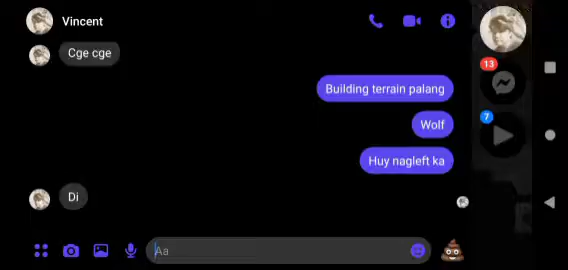 Vincent
Cge cge
13
Building terrain palang
7
Wolf
Huy nagleft ka
Di
Aa